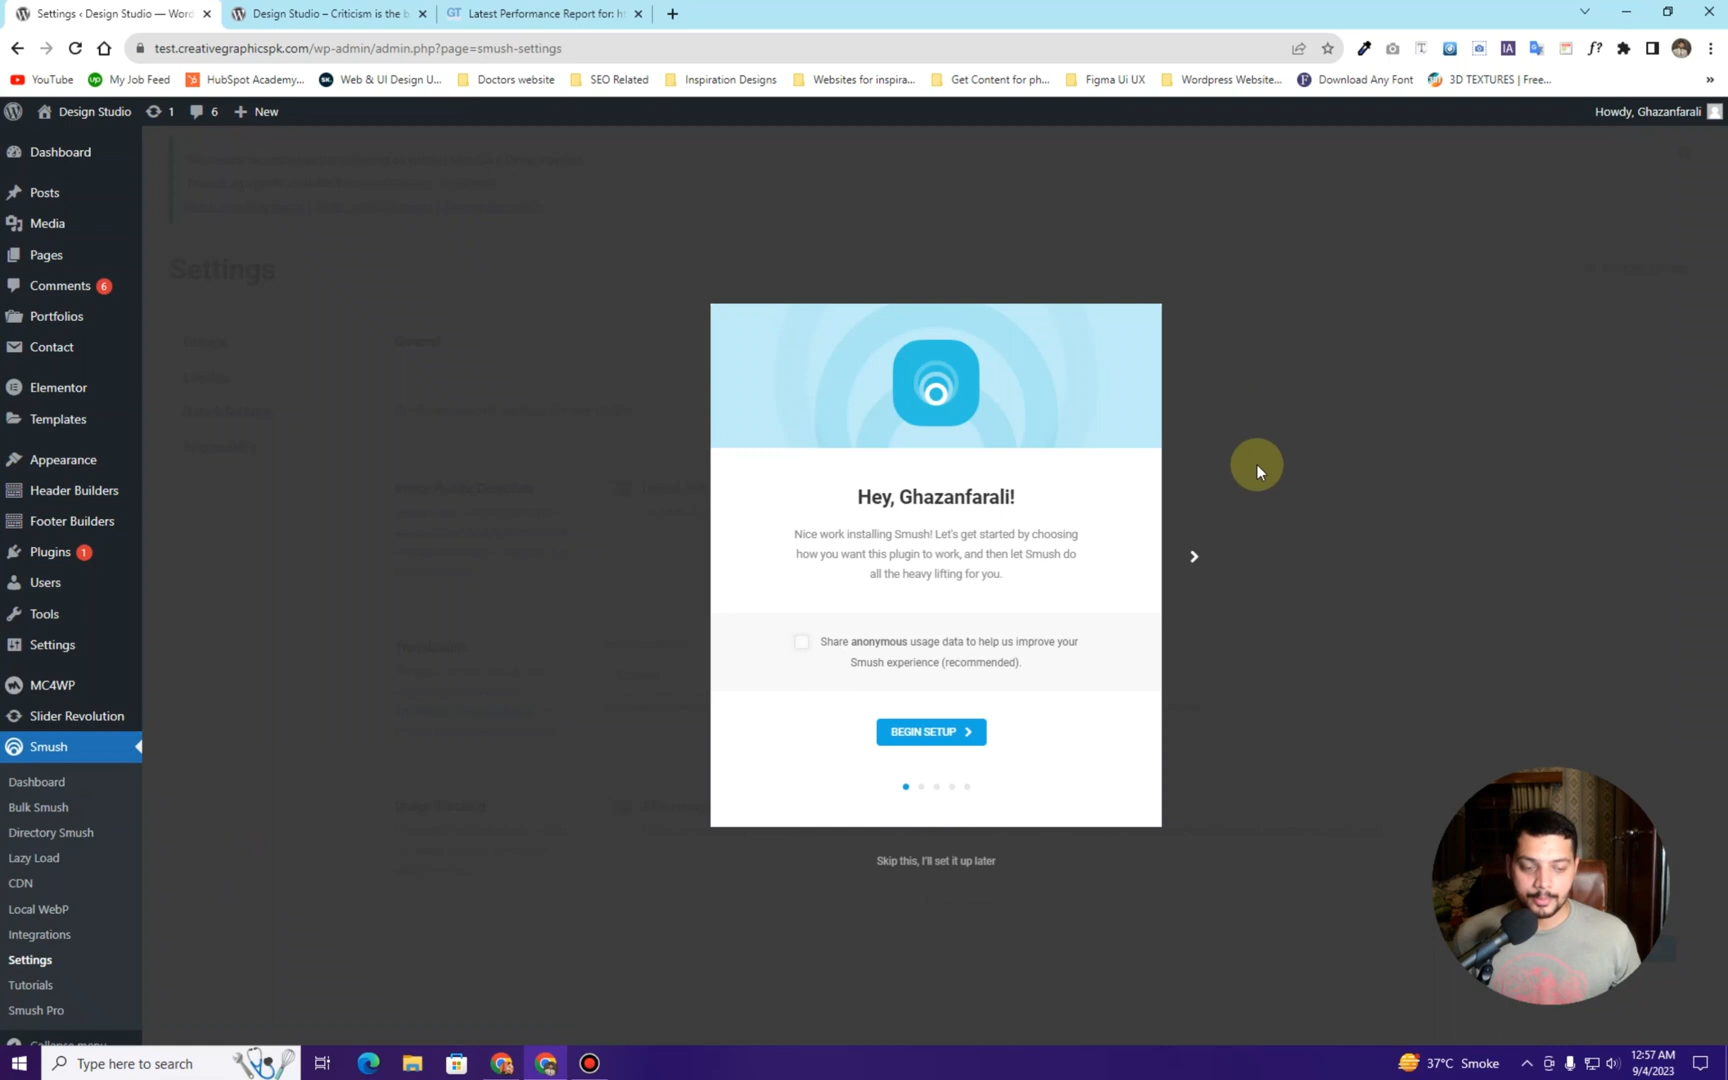 Settings ‹ Design Studio — Word
Design Studio – Criticism is the b
GT Latest Performance Report for: h
test.creativegraphicspk.com/wp-admin/admin.php?page=smush-settings
YouTube
My Job Feed
HubSpot Academy...
Web & UI Design U...
Doctors website
SEO Related
Inspiration Designs
Websites for inspira...
Get Content for ph...
Figma Ui UX
Wordpress Website...
Download Any Font
3D TEXTURES | Free...
»
Design Studio
1
6
New
Howdy, Ghazanfarali
Dashboard
Posts
Media
Pages
Comments 6
Portfolios
Contact
Elementor
Templates
Appearance
Header Builders
Footer Builders
Plugins 1
Users
Tools
Settings
MC4WP
Slider Revolution
Smush
Dashboard
Bulk Smush
Directory Smush
Lazy Load
CDN
Local WebP
Integrations
Settings
Tutorials
Smush Pro
Collapse menu
Settings
General
Hey, Ghazanfarali!
Nice work installing Smush! Let's get started by choosing
how you want this plugin to work, and then let Smush do
all the heavy lifting for you.
Share anonymous usage data to help us improve your
Smush experience (recommended).
BEGIN SETUP
Skip this, I'll set it up later
Type here to search
37°C Smoke
12:57 AM
9/4/2023